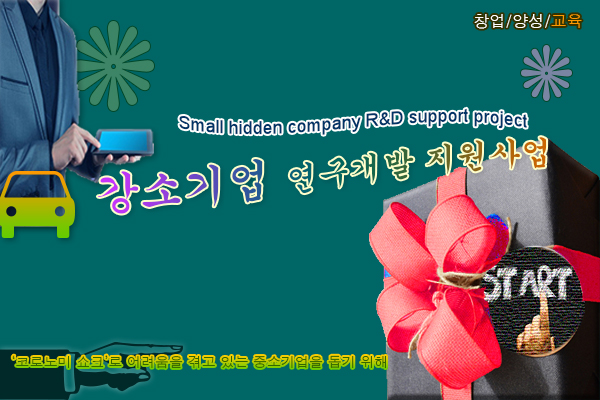 창업/양성/교육
Small hidden company R&D support project
강소기업 연구개발 지원사업
START
'코로노미 쇼크'로 어려움을 겪고 있는 중소기업을 돕기 위해